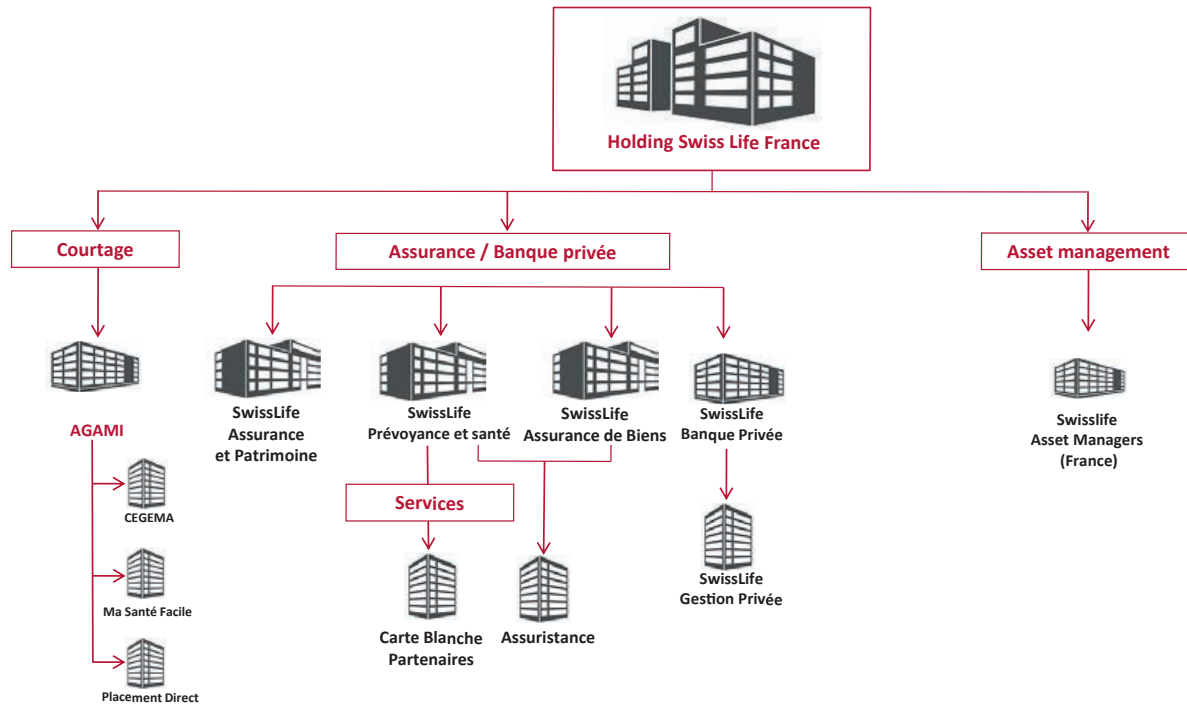 Holding Swiss Life France
Courtage
Assurance / Banque privée
Asset management
AGAMI
CEGEMA
Ma Santé Facile
Placement Direct
SwissLife
Assurance
et Patrimoine
SwissLife
Prévoyance et santé
SwissLife
Assurance de Biens
SwissLife
Banque Privée
Services
Carte Blanche
Partenaires
Assuristance
SwissLife
Gestion Privée
Swisslife
Asset Managers
(France)